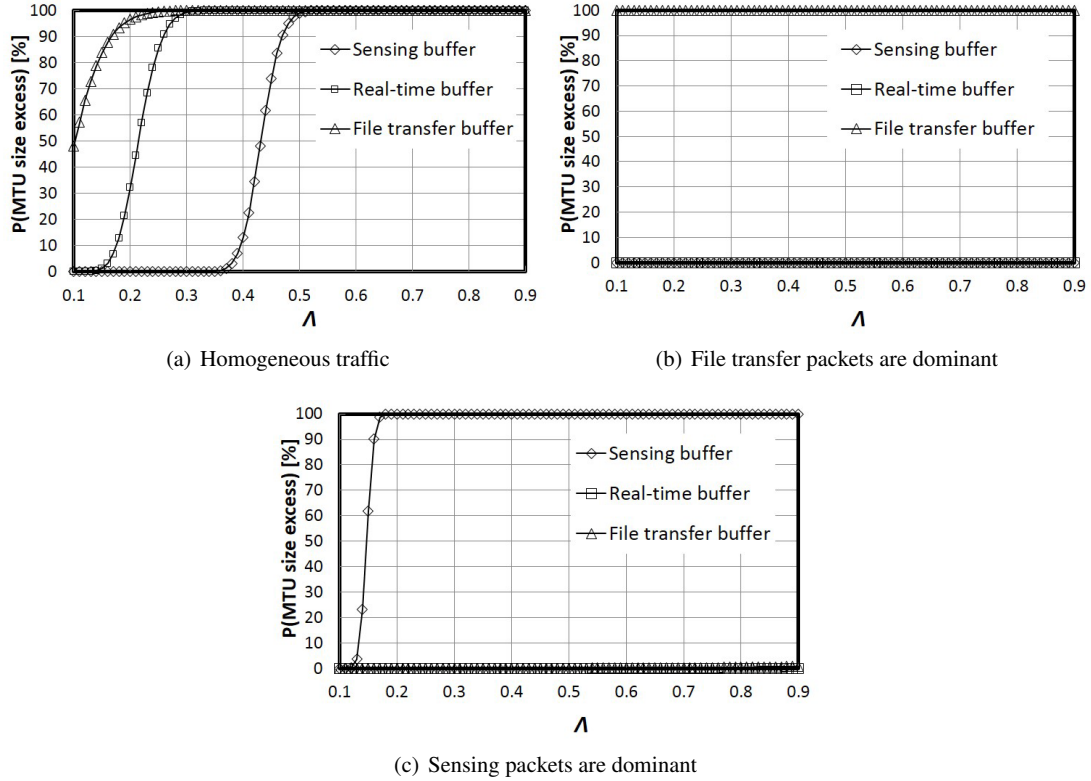 100
90
80
70
60
50
40
30
20
10
0
P(MTU size excess) [%]
Sensing buffer
Real-time buffer
File transfer buffer
0.1 0.2 0.3 0.4 0.5 0.6 0.7 0.8 0.9
Λ
(a) Homogeneous traffic
100
90
80
70
60
50
40
30
20
10
0
P(MTU size excess) [%]
Sensing buffer
Real-time buffer
File transfer buffer
0.1 0.2 0.3 0.4 0.5 0.6 0.7 0.8 0.9
Λ
(b) File transfer packets are dominant
100
90
80
70
60
50
40
30
20
10
0
P(MTU size excess) [%]
Sensing buffer
Real-time buffer
File transfer buffer
0.1 0.2 0.3 0.4 0.5 0.6 0.7 0.8 0.9
Λ
(c) Sensing packets are dominant